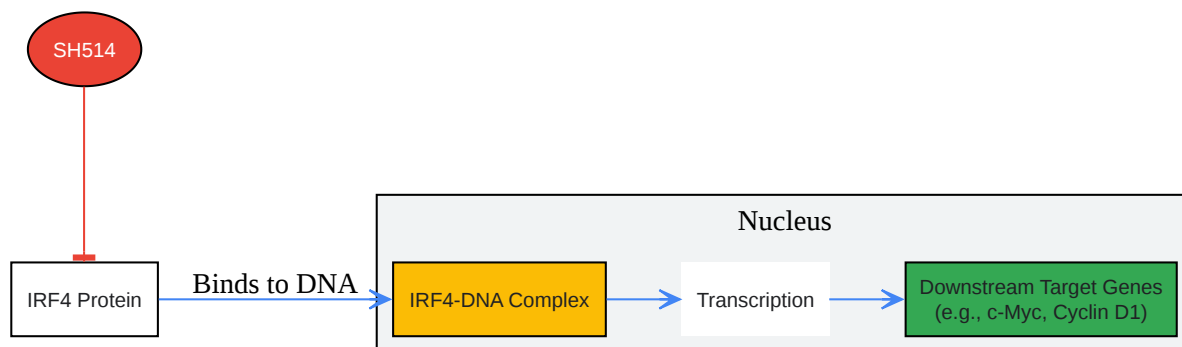 SH514
Nucleus
IRF4 Protein
Binds to DNA
IRF4-DNA Complex
Transcription
Downstream Target Genes
(e.g., c-Myc, Cyclin D1)